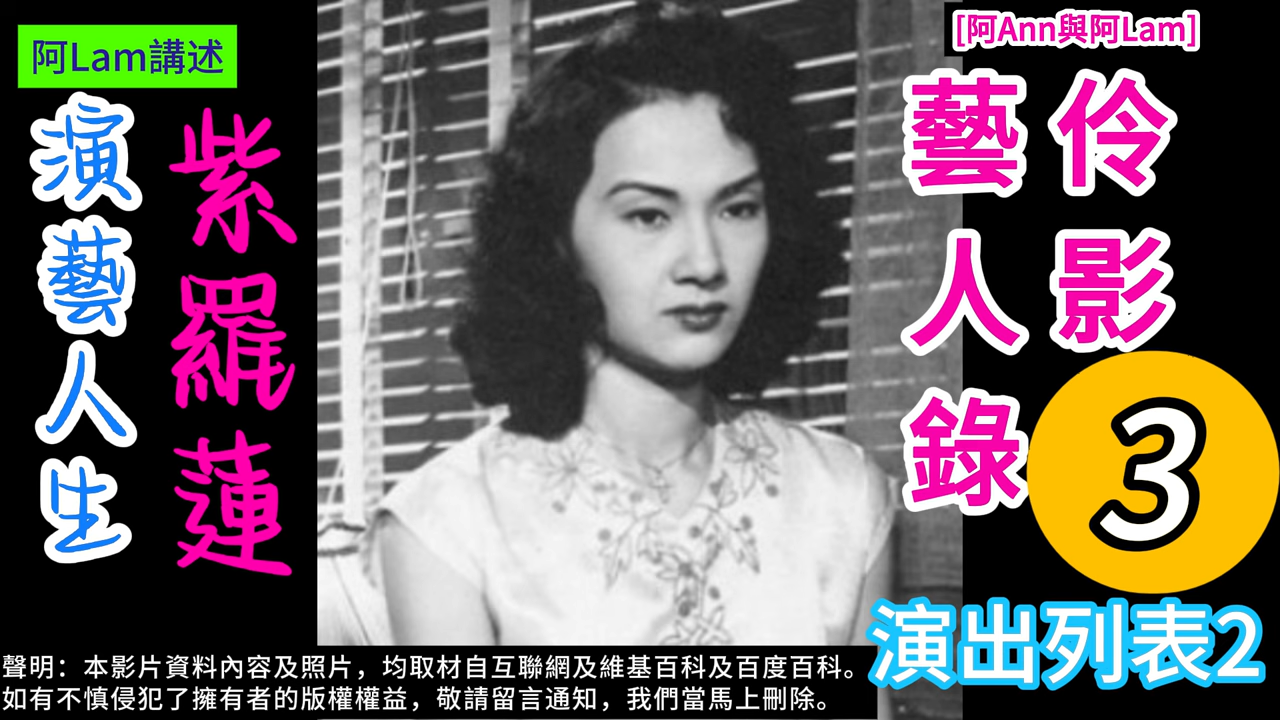 阿Lam講述
紫羅蓮
演藝人生
[阿Ann與阿Lam]
伶影
藝人錄
3
演出列表2
聲明：本影片資料內容及照片，均取材自互聯網及維基百科及百度百科。
如有不慎侵犯了擁有者的版權權益，敬請留言通知，我們當馬上刪除。